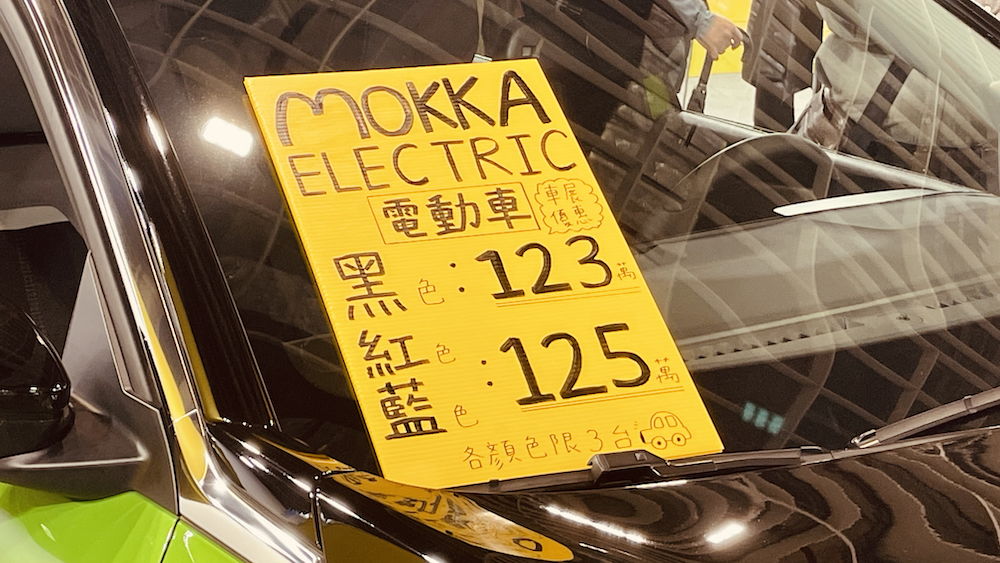 MOKKA
ELECTRIC
電動車
車展
優惠
黑色：123萬
紅色
藍色：125萬
各顏色限3台